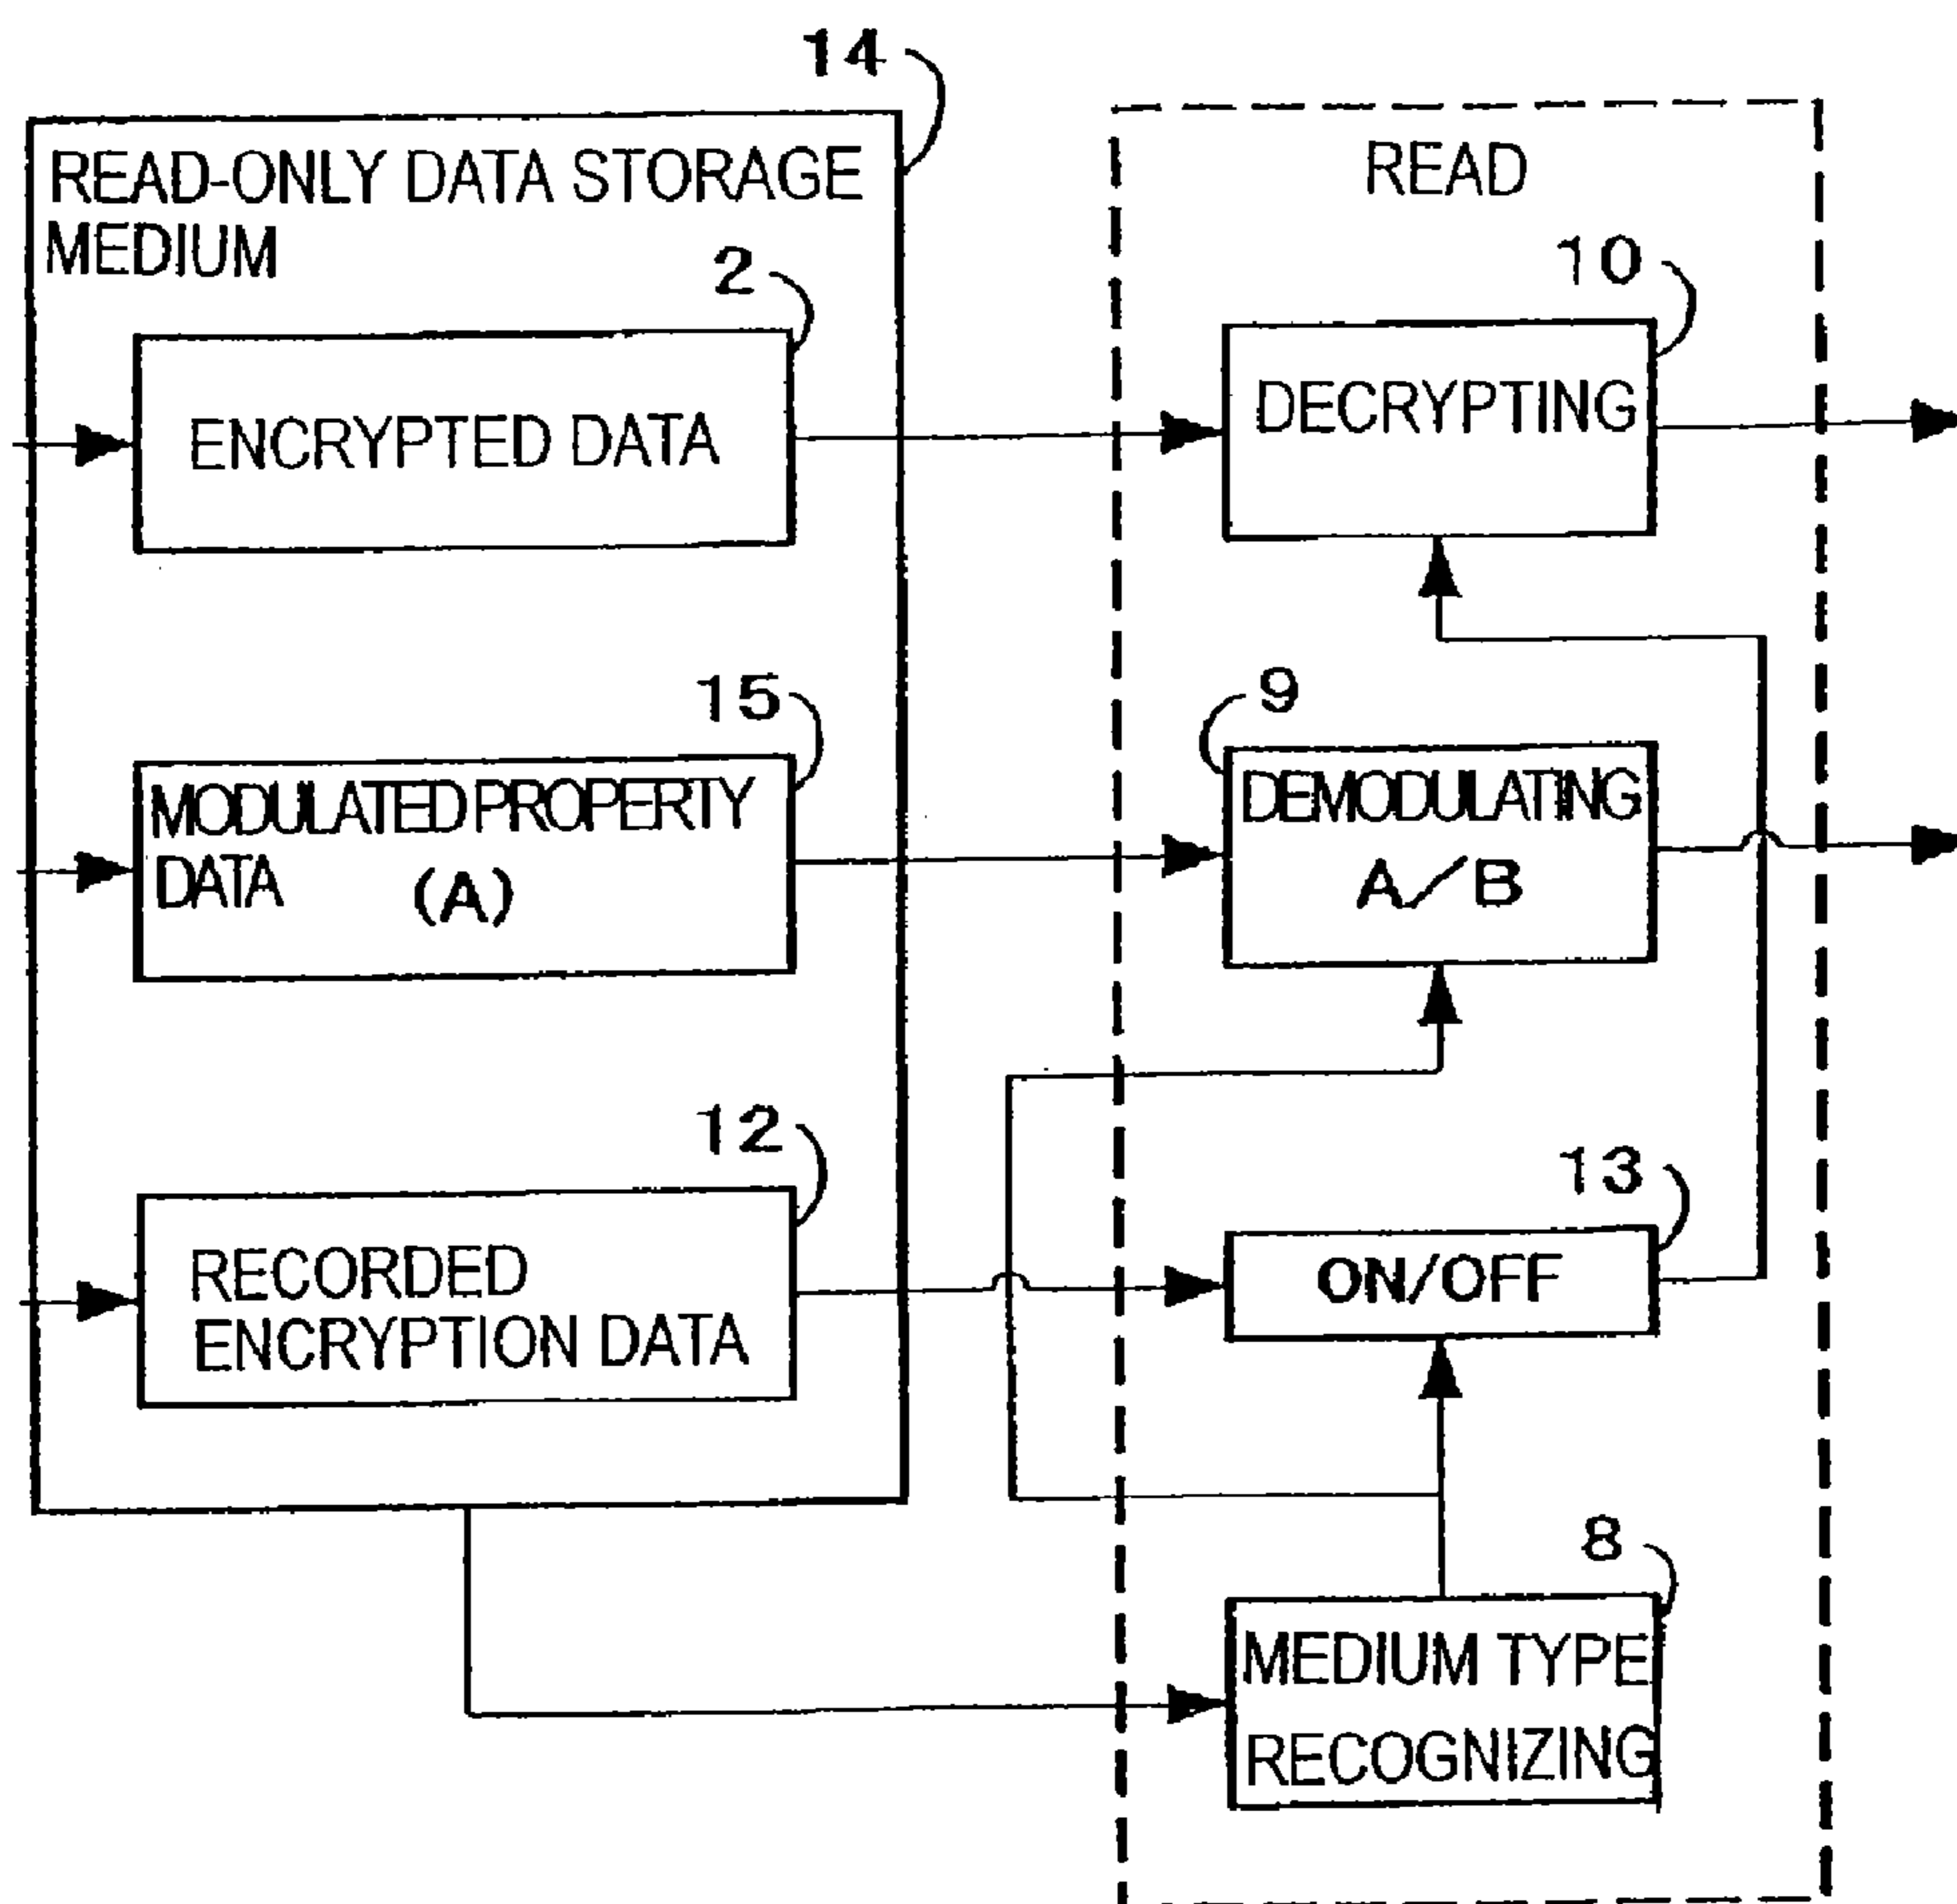 14
READ-ONLY DATA STORAGE
MEDIUM
READ
2
10
ENCRYPTED DATA
DECRYPTING
15
9
MODULATED PROPERTY
DATA (A)
DEMODULATING
A/B
12
13
RECORDED
ENCRYPTION DATA
ON/OFF
8
MEDIUM TYPE
RECOGNIZING